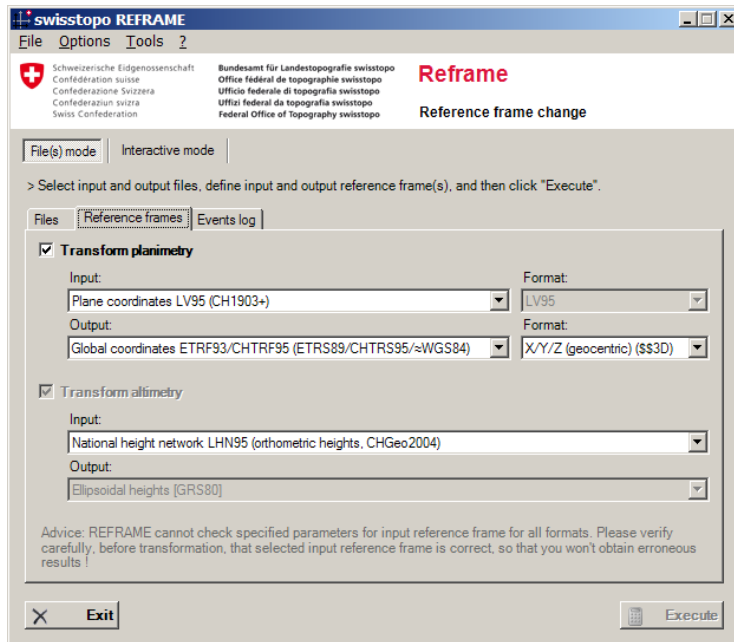 swisstopo REFRAME
File Options Tools ?
Schweizerische Eidgenossenschaft
Confédération suisse
Confederazione Svizzera
Confederaziun svizra
Swiss Confederation
Bundesamt für Landestopografie swisstopo
Office fédéral de topographie swisstopo
Ufficio federale di topografia swisstopo
Uffizi federal da topografia swisstopo
Federal Office of Topography swisstopo
Reframe
Reference frame change
File(s) mode Interactive mode
> Select input and output files, define input and output reference frame(s), and then click "Execute".
Files Reference frames Events log
Transform planimetry
Input: Format:
Plane coordinates LV95 (CH1903+) LV95
Output: Format:
Global coordinates ETRF93/CHTRF95 (ETRS89/CHTRS95/≈WGS84) X/Y/Z (geocentric) ($$3D)
Transform altimetry
Input:
National height network LHN95 (orthometric heights, CHGeo2004)
Output:
Ellipsoidal heights [GRS80]
Advice: REFRAME cannot check specified parameters for input reference frame for all formats. Please verify
carefully, before transformation, that selected input reference frame is correct, so that you won't obtain erroneous
results !
Exit Execute